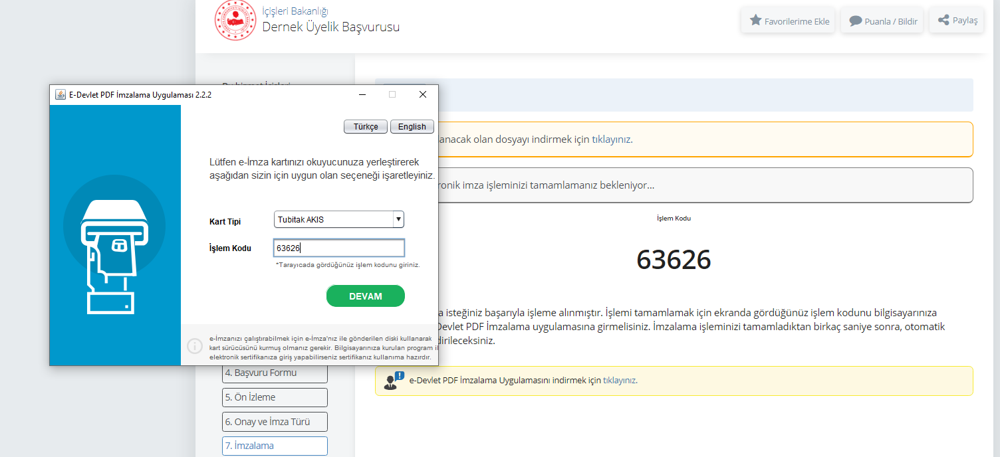 İçişleri Bakanlığı
Dernek Üyelik Başvurusu
Favorilerime Ekle
Puanla / Bildir
Paylaş
E-Devlet PDF İmzalama Uygulaması 2.2.2
Türkçe
English
Lütfen e-İmza kartınızı okuyucunuza yerleştirerek
aşağıdan sizin için uygun olan seçeneği işaretleyiniz.
Kart Tipi
Tubitak AKIS
İşlem Kodu
63626
*Tarayıcada gördüğünüz işlem kodunu giriniz.
DEVAM
e-İmzanızı çalıştırabilmek için e-İmza'nız ile gönderilen diski kullanarak
kart sürücüsünü kurmuş olmanız gerekir. Bilgisayarınıza kurulan program il
elektronik sertifikanıza giriş yapabilirseniz sertifikanız kullanıma hazırdır.
4. Başvuru Formu
5. Ön İzleme
6. Onay ve İmza Türü
7. İmzalama
lanacak olan dosyayı indirmek için tıklayınız.
ronik imza işleminizi tamamlamanız bekleniyor...
İşlem Kodu
63626
a isteğiniz başarıyla işleme alınmıştır. İşlemi tamamlamak için ekranda gördüğünüz işlem kodunu bilgisayarınıza
Devlet PDF İmzalama uygulamasına girmelisiniz. İmzalama işleminizi tamamladıktan birkaç saniye sonra, otomatik
dirileceksiniz.
e-Devlet PDF İmzalama Uygulamasını indirmek için tıklayınız.